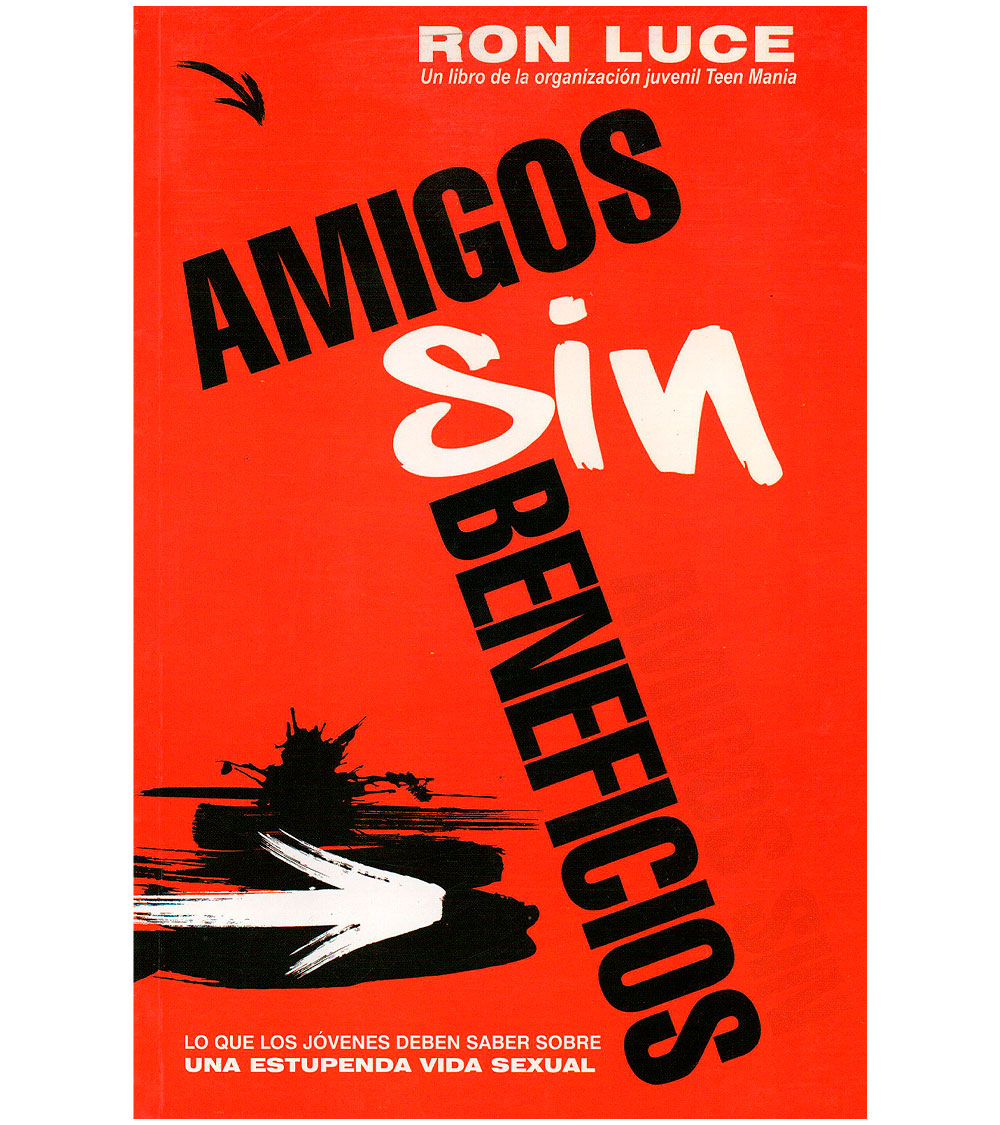 RON LUCE
Un libro de la organización juvenil Teen Mania
AMIGOS
sin
BENEFICIOS
LO QUE LOS JÓVENES DEBEN SABER SOBRE
UNA ESTUPENDA VIDA SEXUAL